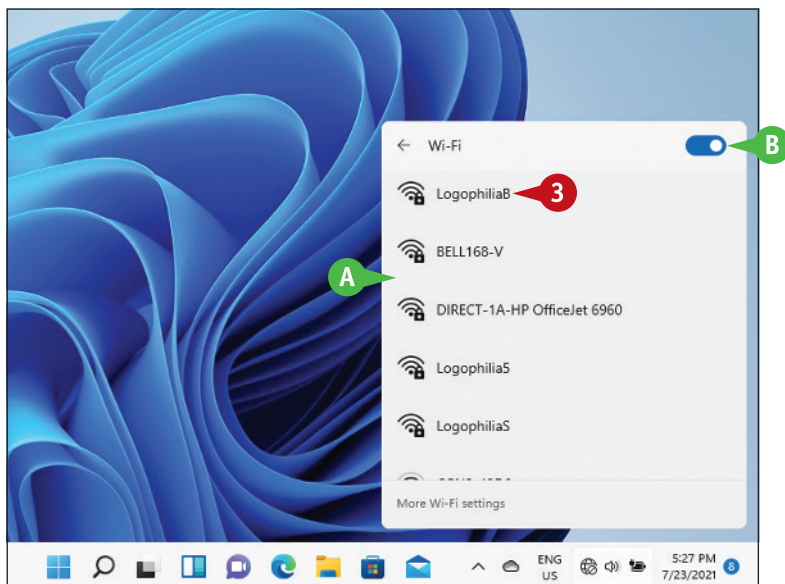 Wi-Fi
B
LogophiliaB
3
BELL168-V
A
DIRECT-1A-HP OfficeJet 6960
Logophilia5
LogophiliaS
More Wi-Fi settings
ENG
US
5:27 PM
7/23/2021
8